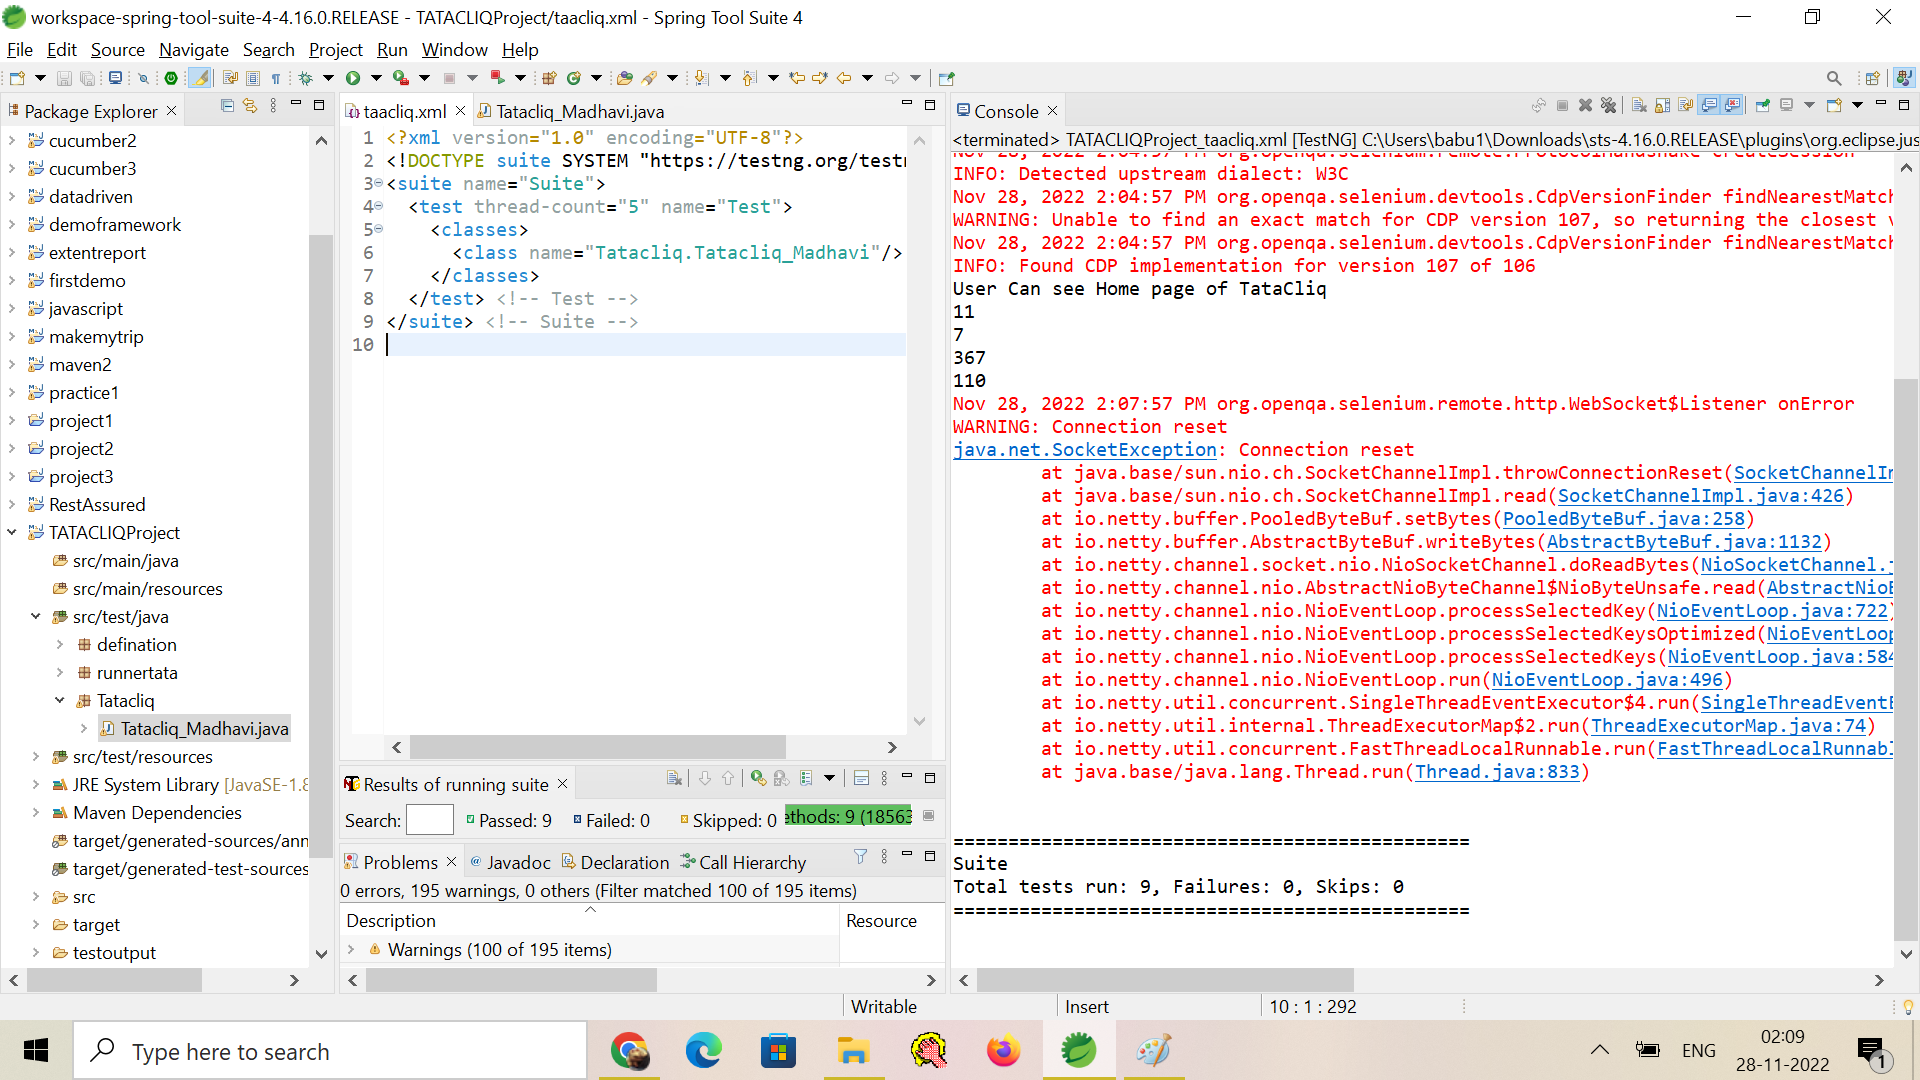 workspace-spring-tool-suite-4-4.16.0.RELEASE - TATACLIQProject/taacliq.xml - Spring Tool Suite 4
File Edit Source Navigate Search Project Run Window Help
Package Explorer
cucumber2
cucumber3
datadriven
demoframework
extentreport
firstdemo
javascript
makemytrip
maven2
practice1
project1
project2
project3
RestAssured
TATACLIQProject
src/main/java
src/main/resources
src/test/java
defination
runnertata
Tatacliq
Tatacliq_Madhavi.java
src/test/resources
JRE System Library [JavaSE-1.8
Maven Dependencies
target/generated-sources/ann
target/generated-test-sources
src
target
testoutput
taacliq.xml Tatacliq_Madhavi.java
1 <?xml version="1.0" encoding="UTF-8"?>
2 <!DOCTYPE suite SYSTEM "https://testng.org/test
3 <suite name="Suite">
4 <test thread-count="5" name="Test">
5 <classes>
6 <class name="Tatacliq.Tatacliq_Madhavi"/>
7 </classes>
8 </test> <!-- Test -->
9 </suite> <!-- Suite -->
10
Results of running suite
Search: Passed: 9 Failed: 0 Skipped: 0 ethods: 9 (18563
Problems Javadoc Declaration Call Hierarchy
0 errors, 195 warnings, 0 others (Filter matched 100 of 195 items)
Description Resource
Warnings (100 of 195 items)
Console
<terminated> TATACLIQProject_taacliq.xml [TestNG] C:\Users\babu1\Downloads\sts-4.16.0.RELEASE\plugins\org.eclipse.jus
Nov 28, 2022 2:04:57 PM org.openqa.selenium.remote.ProtocolHandshake createSession
INFO: Detected upstream dialect: W3C
Nov 28, 2022 2:04:57 PM org.openqa.selenium.devtools.CdpVersionFinder findNearestMatch
WARNING: Unable to find an exact match for CDP version 107, so returning the closest v
Nov 28, 2022 2:04:57 PM org.openqa.selenium.devtools.CdpVersionFinder findNearestMatch
INFO: Found CDP implementation for version 107 of 106
User Can see Home page of TataCliq
11
7
367
110
Nov 28, 2022 2:07:57 PM org.openqa.selenium.remote.http.WebSocket$Listener onError
WARNING: Connection reset
java.net.SocketException: Connection reset
at java.base/sun.nio.ch.SocketChannelImpl.throwConnectionReset(SocketChannelIm
at java.base/sun.nio.ch.SocketChannelImpl.read(SocketChannelImpl.java:426)
at io.netty.buffer.PooledByteBuf.setBytes(PooledByteBuf.java:258)
at io.netty.buffer.AbstractByteBuf.writeBytes(AbstractByteBuf.java:1132)
at io.netty.channel.socket.nio.NioSocketChannel.doReadBytes(NioSocketChannel.j
at io.netty.channel.nio.AbstractNioByteChannel$NioByteUnsafe.read(AbstractNioB
at io.netty.channel.nio.NioEventLoop.processSelectedKey(NioEventLoop.java:722)
at io.netty.channel.nio.NioEventLoop.processSelectedKeysOptimized(NioEventLoop
at io.netty.channel.nio.NioEventLoop.processSelectedKeys(NioEventLoop.java:584
at io.netty.channel.nio.NioEventLoop.run(NioEventLoop.java:496)
at io.netty.util.concurrent.SingleThreadEventExecutor$4.run(SingleThreadEventE
at io.netty.util.internal.ThreadExecutorMap$2.run(ThreadExecutorMap.java:74)
at io.netty.util.concurrent.FastThreadLocalRunnable.run(FastThreadLocalRunnabl
at java.base/java.lang.Thread.run(Thread.java:833)
===============================================
Suite
Total tests run: 9, Failures: 0, Skips: 0
===============================================
Writable Insert 10 : 1 : 292
Type here to search
ENG
02:09
28-11-2022
1